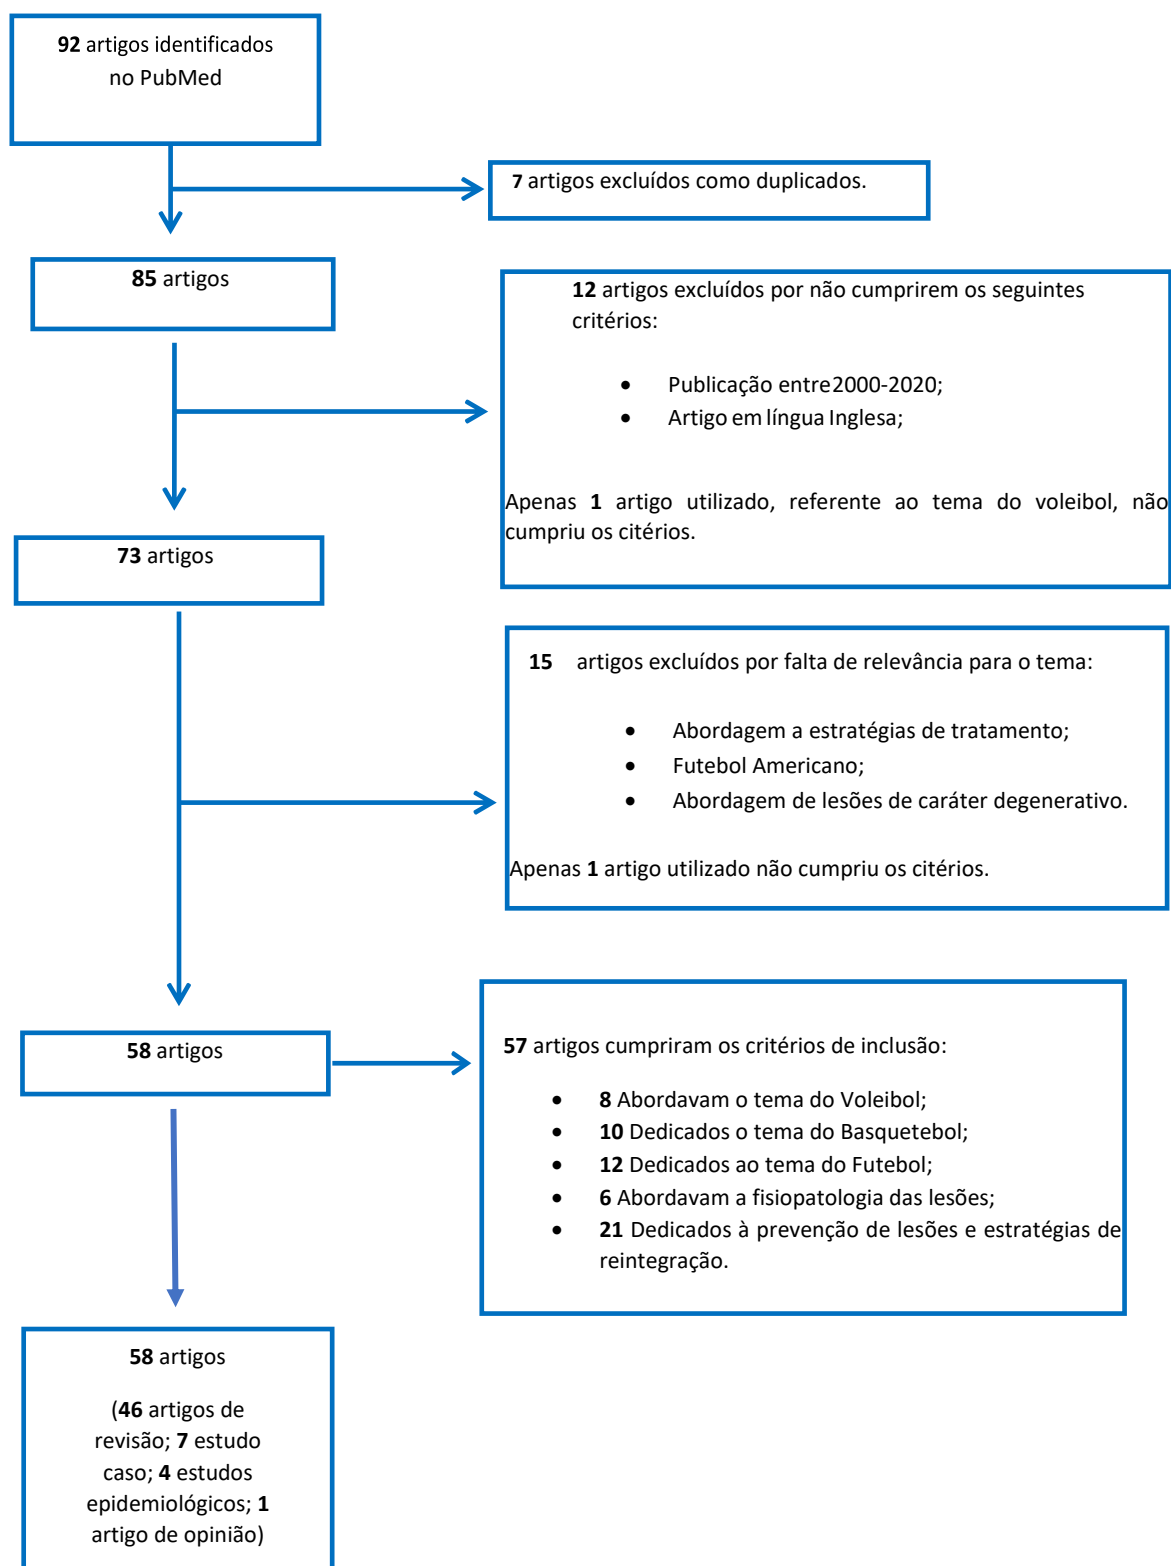 92 artigos identificados
no PubMed
7 artigos excluídos como duplicados.
85 artigos
12 artigos excluídos por não cumprirem os seguintes
critérios:
• Publicação entre 2000-2020;
• Artigo em língua Inglesa;
Apenas 1 artigo utilizado, referente ao tema do voleibol, não
cumpriu os citérios.
73 artigos
15 artigos excluídos por falta de relevância para o tema:
• Abordagem a estratégias de tratamento;
• Futebol Americano;
• Abordagem de lesões de caráter degenerativo.
Apenas 1 artigo utilizado não cumpriu os citérios.
58 artigos
57 artigos cumpriram os critérios de inclusão:
• 8 Abordavam o tema do Voleibol;
• 10 Dedicados o tema do Basquetebol;
• 12 Dedicados ao tema do Futebol;
• 6 Abordavam a fisiopatologia das lesões;
• 21 Dedicados à prevenção de lesões e estratégias de
reintegração.
58 artigos
(46 artigos de
revisão; 7 estudo
caso; 4 estudos
epidemiológicos; 1
artigo de opinião)